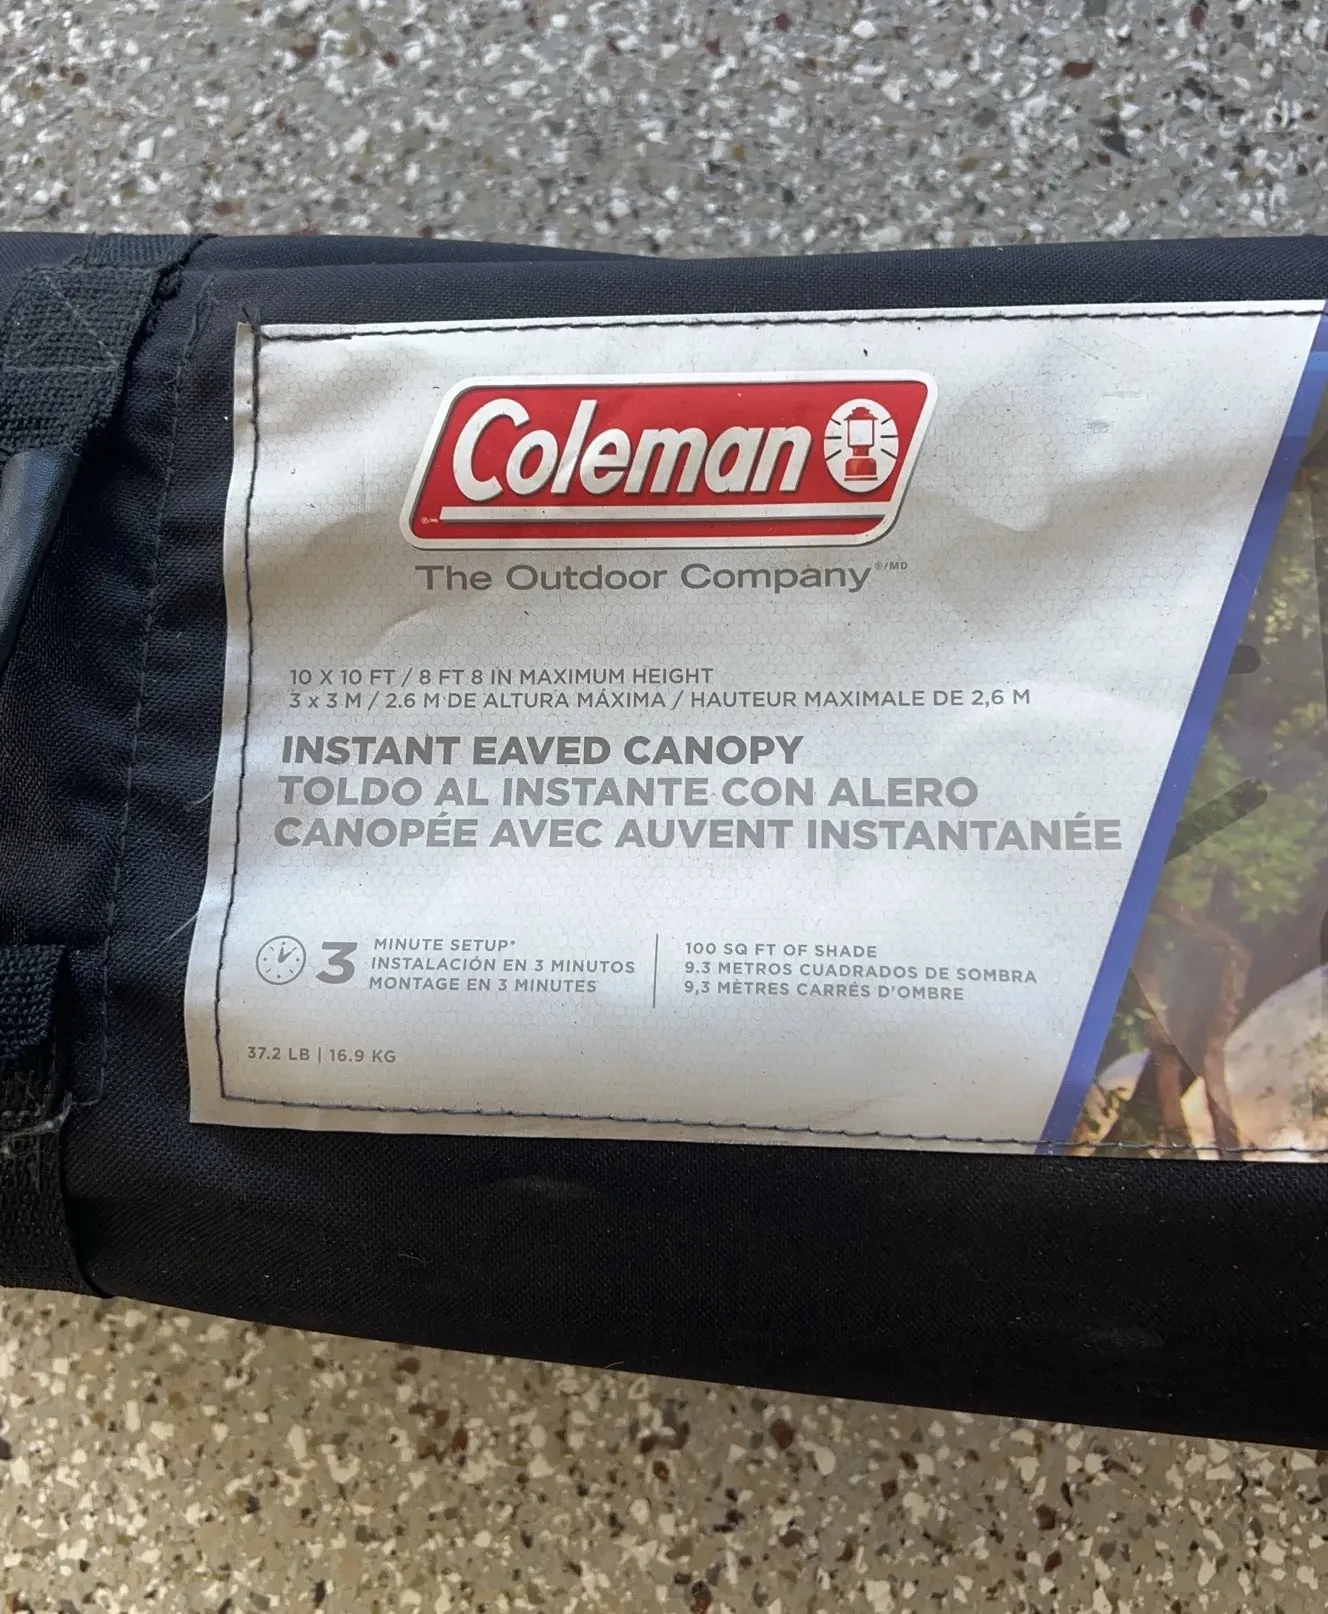 Coleman
®/MD
The Outdoor Company®/MD
10 X 10 FT / 8 FT 8 IN MAXIMUM HEIGHT
3 x 3 M / 2.6 M DE ALTURA MÁXIMA / HAUTEUR MAXIMALE DE 2,6 M
INSTANT EAVED CANOPY
TOLDO AL INSTANTE CON ALERO
CANOPÉE AVEC AUVENT INSTANTANÉE
3 MINUTE SETUP*
INSTALACIÓN EN 3 MINUTOS
MONTAGE EN 3 MINUTES
100 SQ FT OF SHADE
9.3 METROS CUADRADOS DE SOMBRA
9,3 MÈTRES CARRÉS D'OMBRE
37.2 LB | 16.9 KG